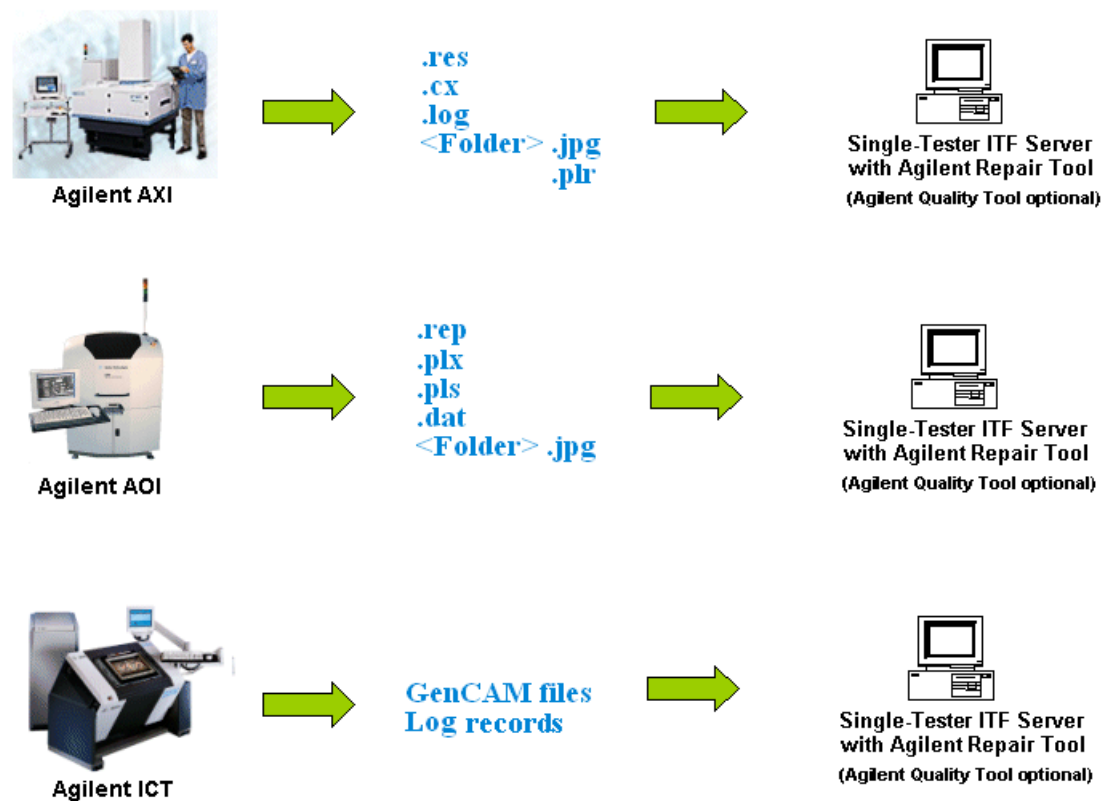 .res
.cx
.log
<Folder> .jpg
.plr
Agilent AXI
Single-Tester ITF Server
with Agilent Repair Tool
(Agilent Quality Tool optional)
.rep
.plx
.pls
.dat
<Folder> .jpg
Agilent AOI
Single-Tester ITF Server
with Agilent Repair Tool
(Agilent Quality Tool optional)
GenCAM files
Log records
Agilent ICT
Single-Tester ITF Server
with Agilent Repair Tool
(Agilent Quality Tool optional)